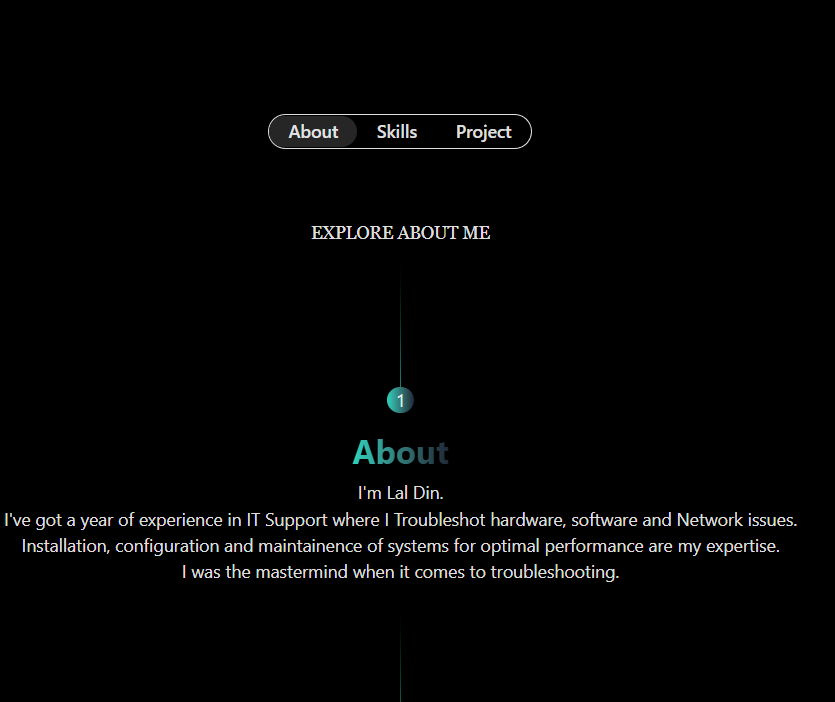 About Skills Project
EXPLORE ABOUT ME
1
About
I'm Lal Din.
I've got a year of experience in IT Support where I Troubleshot hardware, software and Network issues.
Installation, configuration and maintainence of systems for optimal performance are my expertise.
I was the mastermind when it comes to troubleshooting.